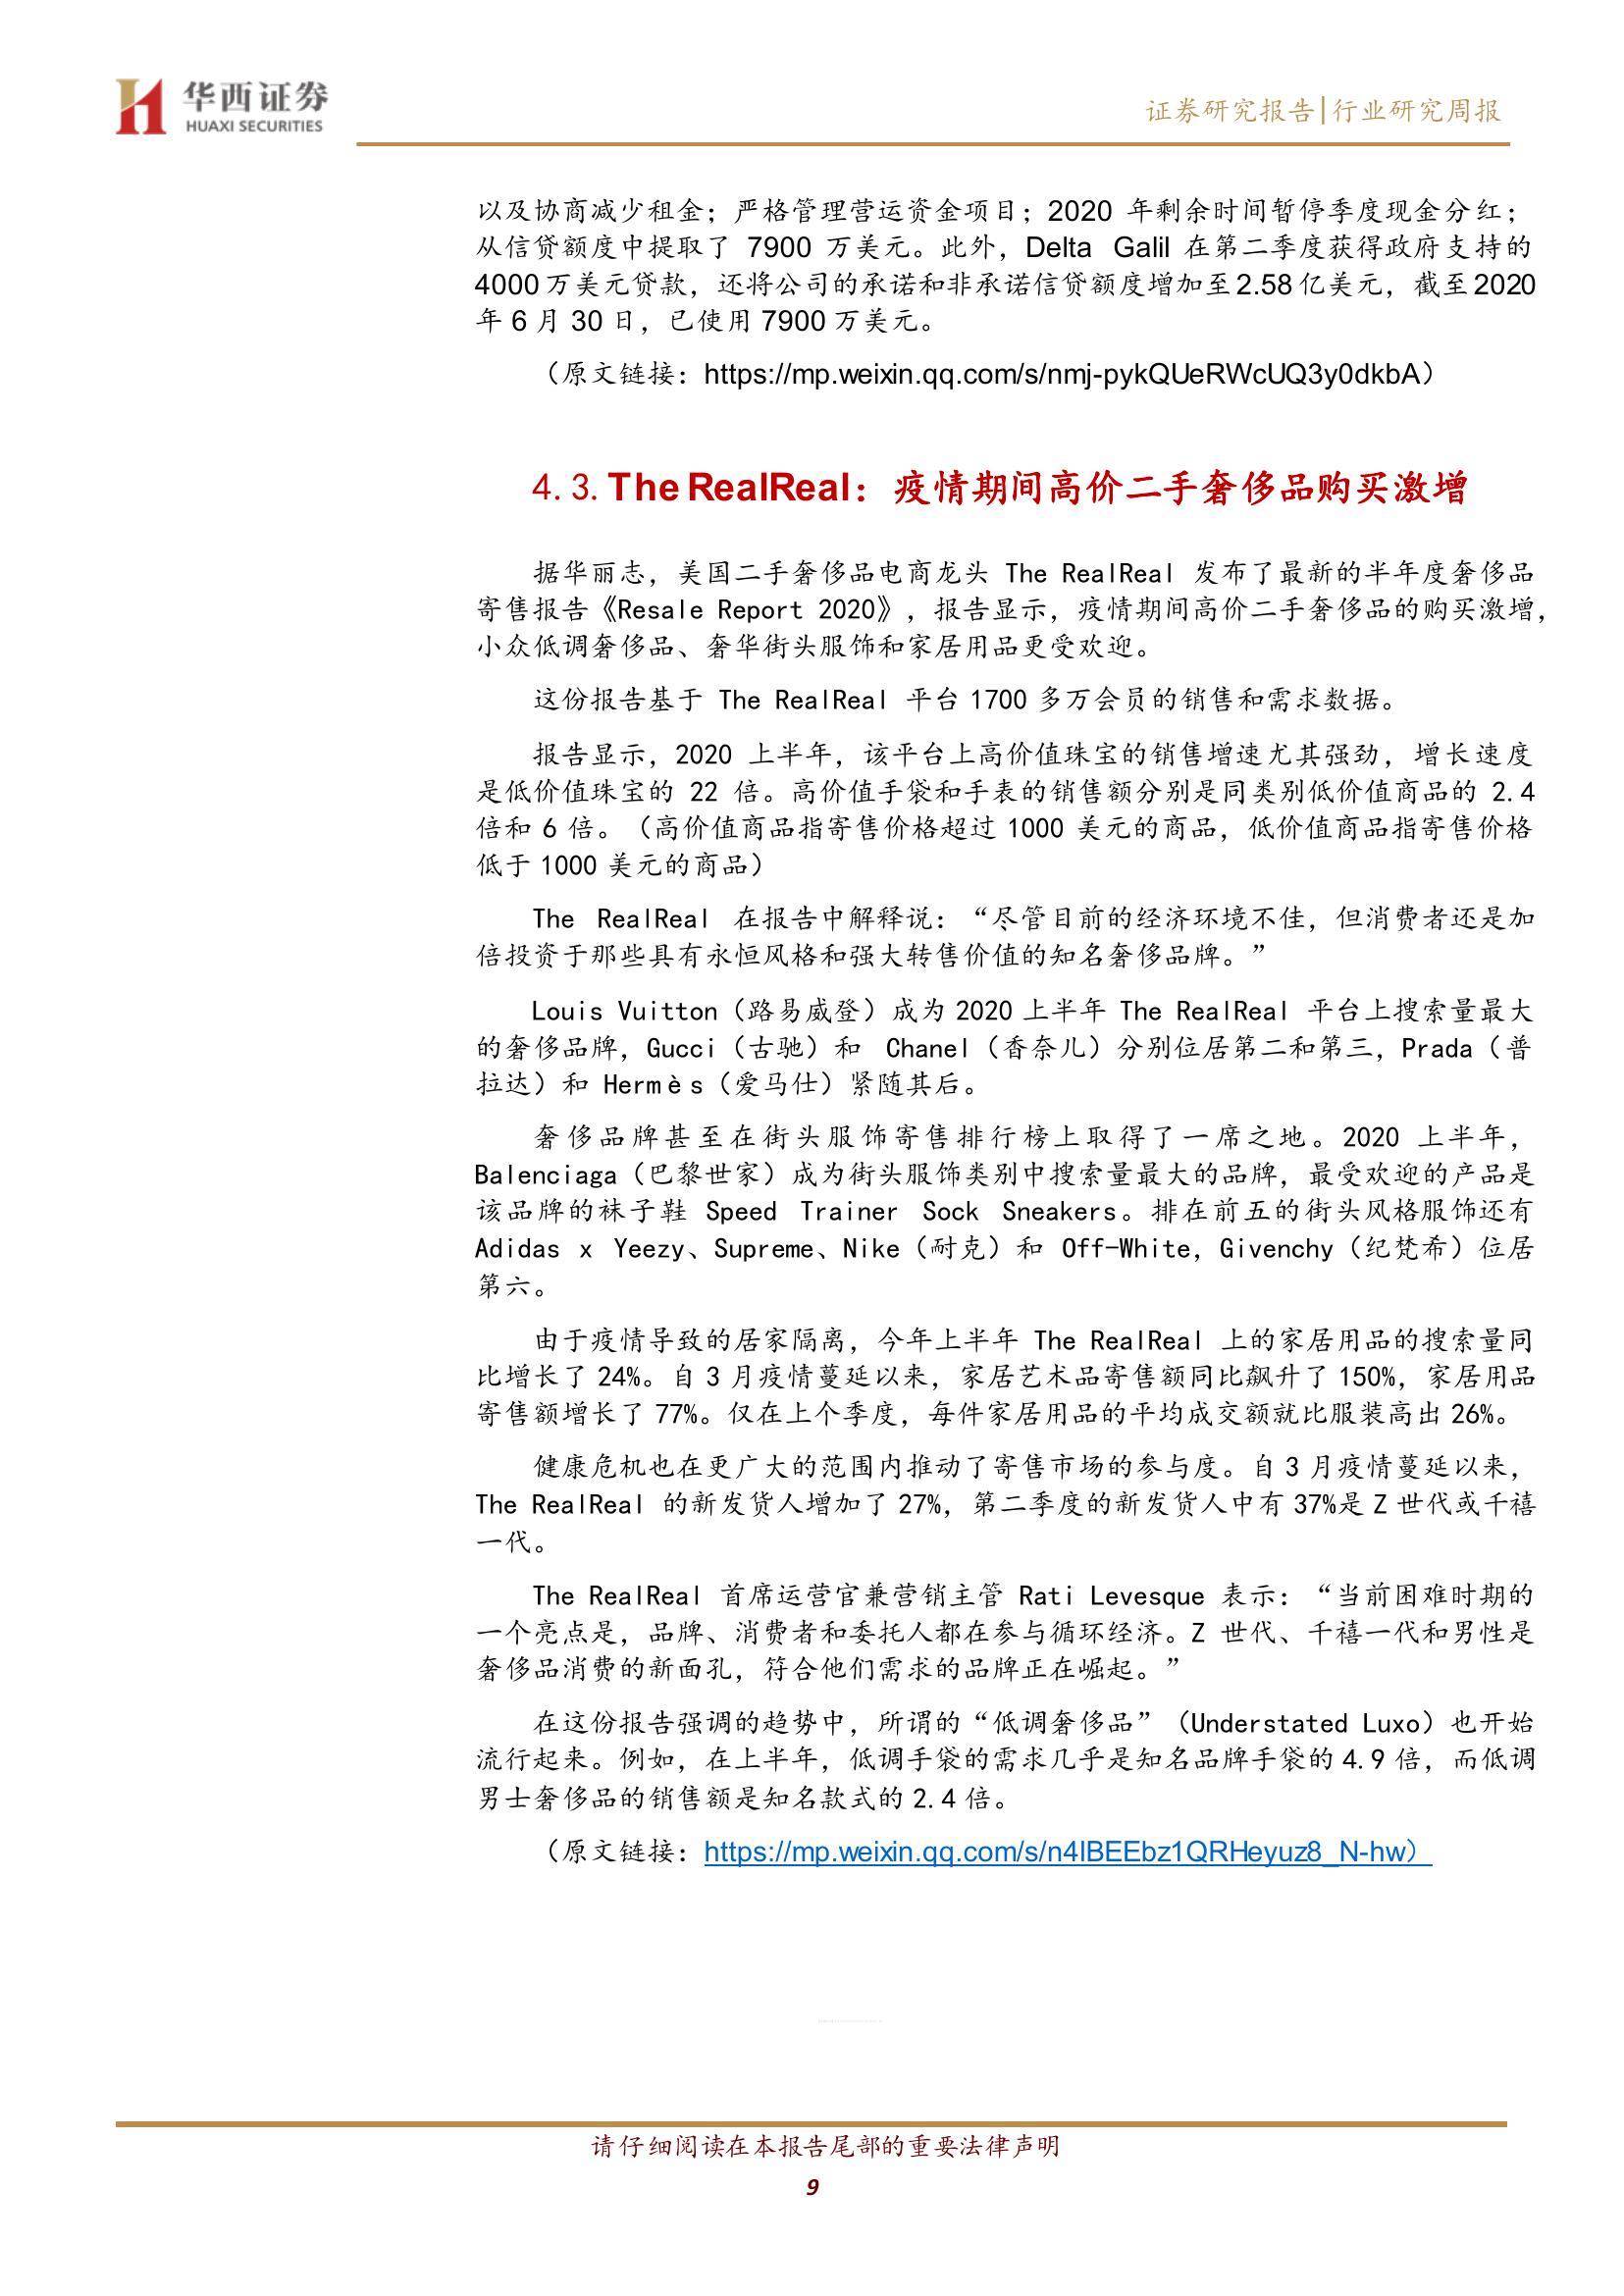 华西证券
HUAXI SECURITIES
证券研究报告|行业研究周报
以及协商减少租金；严格管理营运资金项目；2020 年剩余时间暂停季度现金分红；
从信贷额度中提取了 7900 万美元。此外，Delta Galil 在第二季度获得政府支持的
4000 万美元贷款，还将公司的承诺和非承诺信贷额度增加至 2.58 亿美元，截至 2020
年 6 月 30 日，已使用 7900 万美元。
（原文链接：https://mp.weixin.qq.com/s/nmj-pykQUeRWcUQ3y0dkbA）
4.3. The RealReal：疫情期间高价二手奢侈品购买激增
据华丽志，美国二手奢侈品电商龙头 The RealReal 发布了最新的半年度奢侈品
寄售报告《Resale Report 2020》，报告显示，疫情期间高价二手奢侈品的购买激增，
小众低调奢侈品、奢华街头服饰和家居用品更受欢迎。
这份报告基于 The RealReal 平台 1700 多万会员的销售和需求数据。
报告显示，2020 上半年，该平台上高价值珠宝的销售增速尤其强劲，增长速度
是低价值珠宝的 22 倍。高价值手袋和手表的销售额分别是同类别低价值商品的 2.4
倍和 6 倍。（高价值商品指寄售价格超过 1000 美元的商品，低价值商品指寄售价格
低于 1000 美元的商品）
The RealReal 在报告中解释说：“尽管目前的经济环境不佳，但消费者还是加
倍投资于那些具有永恒风格和强大转售价值的知名奢侈品牌。”
Louis Vuitton（路易威登）成为 2020 上半年 The RealReal 平台上搜索量最大
的奢侈品牌，Gucci（古驰）和 Chanel（香奈儿）分别位居第二和第三，Prada（普
拉达）和 Hermès（爱马仕）紧随其后。
奢侈品牌甚至在街头服饰寄售排行榜上取得了一席之地。2020 上半年，
Balenciaga（巴黎世家）成为街头服饰类别中搜索量最大的品牌，最受欢迎的产品是
该品牌的袜子鞋 Speed Trainer Sock Sneakers。排在前五的街头风格服饰还有
Adidas x Yeezy、Supreme、Nike（耐克）和 Off-White，Givenchy（纪梵希）位居
第六。
由于疫情导致的居家隔离，今年上半年 The RealReal 上的家居用品的搜索量同
比增长了 24%。自 3 月疫情蔓延以来，家居艺术品寄售额同比飙升了 150%，家居用品
寄售额增长了 77%。仅在上个季度，每件家居用品的平均成交额就比服装高出 26%。
健康危机也在更广大的范围内推动了寄售市场的参与度。自 3 月疫情蔓延以来，
The RealReal 的新发货人增加了 27%，第二季度的新发货人中有 37%是 Z 世代或千禧
一代。
The RealReal 首席运营官兼营销主管 Rati Levesque 表示：“当前困难时期的
一个亮点是，品牌、消费者和委托人都在参与循环经济。Z 世代、千禧一代和男性是
奢侈品消费的新面孔，符合他们需求的品牌正在崛起。”
在这份报告强调的趋势中，所谓的“低调奢侈品”（Understated Luxo）也开始
流行起来。例如，在上半年，低调手袋的需求几乎是知名品牌手袋的 4.9 倍，而低调
男士奢侈品的销售额是知名款式的 2.4 倍。
（原文链接：https://mp.weixin.qq.com/s/n4lBEEbz1QRHeyuz8_N-hw）
请仔细阅读在本报告尾部的重要法律声明
9